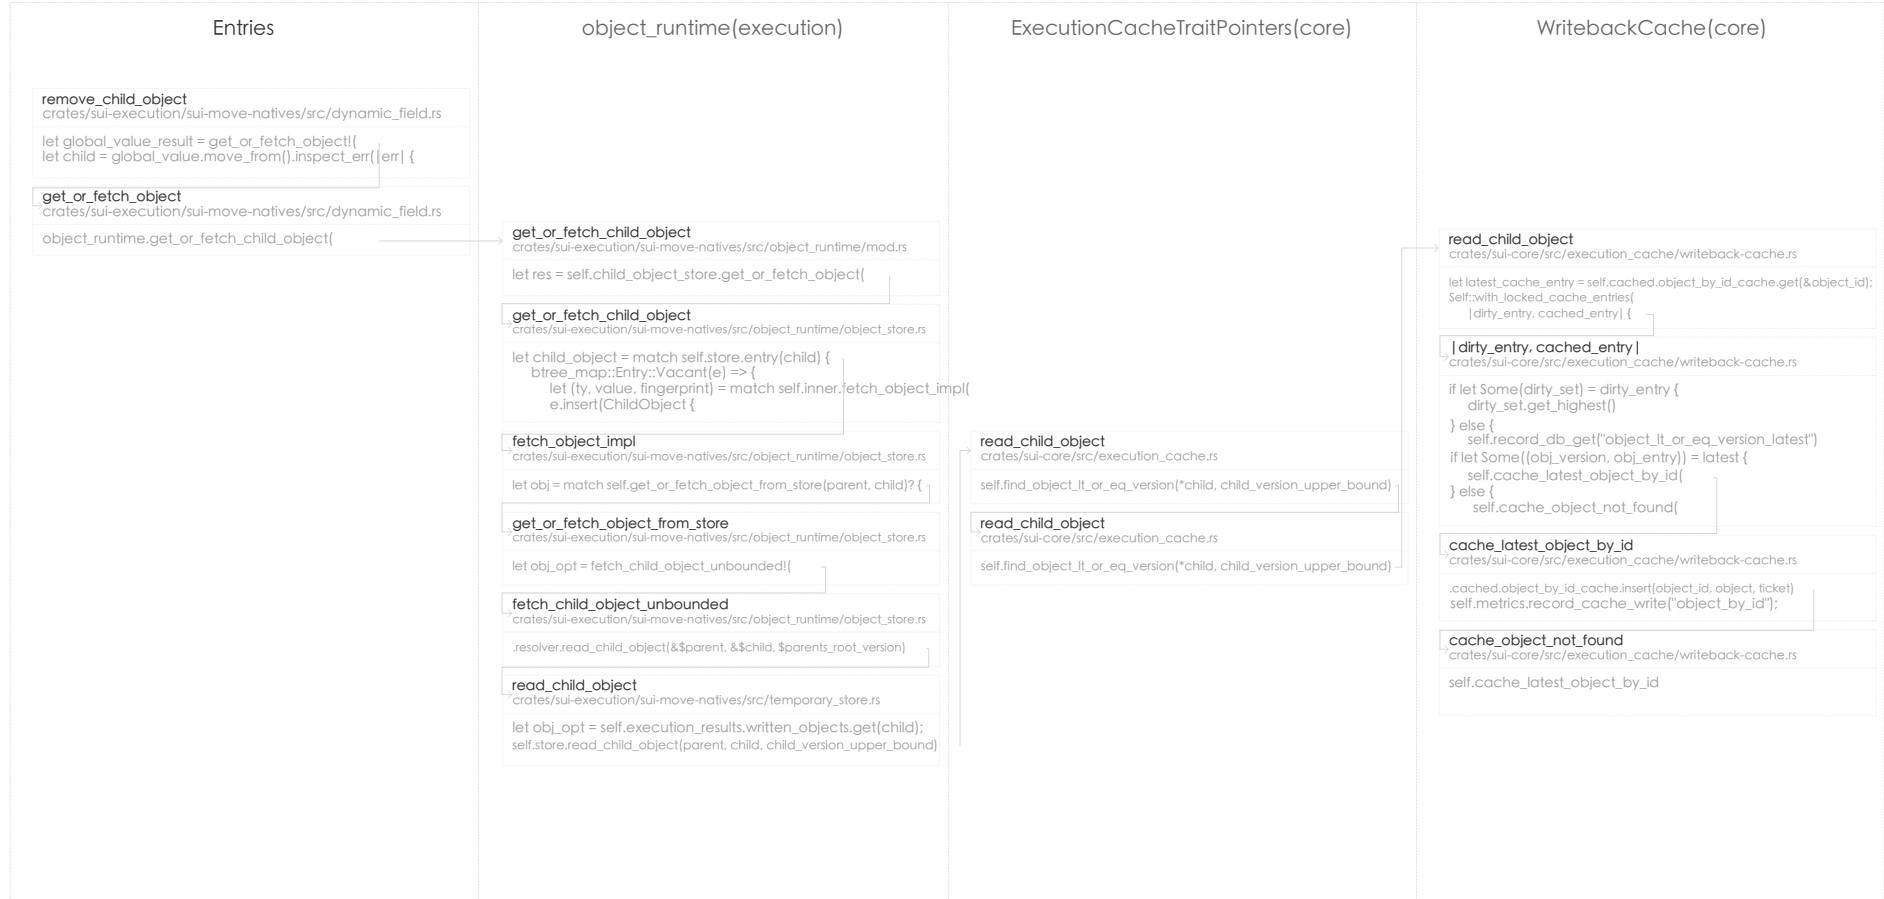 Entries
object_runtime(execution)
ExecutionCacheTraitPointers(core)
WritebackCache(core)
remove_child_object
crates/sui-execution/sui-move-natives/src/dynamic_field.rs
let global_value_result = get_or_fetch_object!(
let child = global_value.move_from().inspect_err(|err| {
get_or_fetch_object
crates/sui-execution/sui-move-natives/src/dynamic_field.rs
object_runtime.get_or_fetch_child_object(
get_or_fetch_child_object
crates/sui-execution/sui-move-natives/src/object_runtime/mod.rs
let res = self.child_object_store.get_or_fetch_object(
get_or_fetch_child_object
crates/sui-execution/sui-move-natives/src/object_runtime/object_store.rs
let child_object = match self.store.entry(child) {
btree_map::Entry::Vacant(e) => {
let (ty, value, fingerprint) = match self.inner.fetch_object_impl(
e.insert(ChildObject {
fetch_object_impl
crates/sui-execution/sui-move-natives/src/object_runtime/object_store.rs
let obj = match self.get_or_fetch_object_from_store(parent, child)? {
get_or_fetch_object_from_store
crates/sui-execution/sui-move-natives/src/object_runtime/object_store.rs
let obj_opt = fetch_child_object_unbounded!(
fetch_child_object_unbounded
crates/sui-execution/sui-move-natives/src/object_runtime/object_store.rs
.resolver.read_child_object(&$parent, &$child, $parents_root_version)
read_child_object
crates/sui-execution/sui-move-natives/src/temporary_store.rs
let obj_opt = self.execution_results.written_objects.get(child);
self.store.read_child_object(parent, child, child_version_upper_bound)
read_child_object
crates/sui-core/src/execution_cache.rs
self.find_object_lt_or_eq_version(*child, child_version_upper_bound)
read_child_object
crates/sui-core/src/execution_cache.rs
self.find_object_lt_or_eq_version(*child, child_version_upper_bound)
read_child_object
crates/sui-core/src/execution_cache/writeback-cache.rs
let latest_cache_entry = self.cached.object_by_id_cache.get(&object_id);
Self::with_locked_cache_entries(
|dirty_entry, cached_entry| {
|dirty_entry, cached_entry|
crates/sui-core/src/execution_cache/writeback-cache.rs
if let Some(dirty_set) = dirty_entry {
dirty_set.get_highest()
} else {
self.record_db_get("object_lt_or_eq_version_latest")
if let Some((obj_version, obj_entry)) = latest {
self.cache_latest_object_by_id(
} else {
self.cache_object_not_found(
cache_latest_object_by_id
crates/sui-core/src/execution_cache/writeback-cache.rs
.cached.object_by_id_cache.insert(object_id, object, ticket)
self.metrics.record_cache_write("object_by_id");
cache_object_not_found
crates/sui-core/src/execution_cache/writeback-cache.rs
self.cache_latest_object_by_id